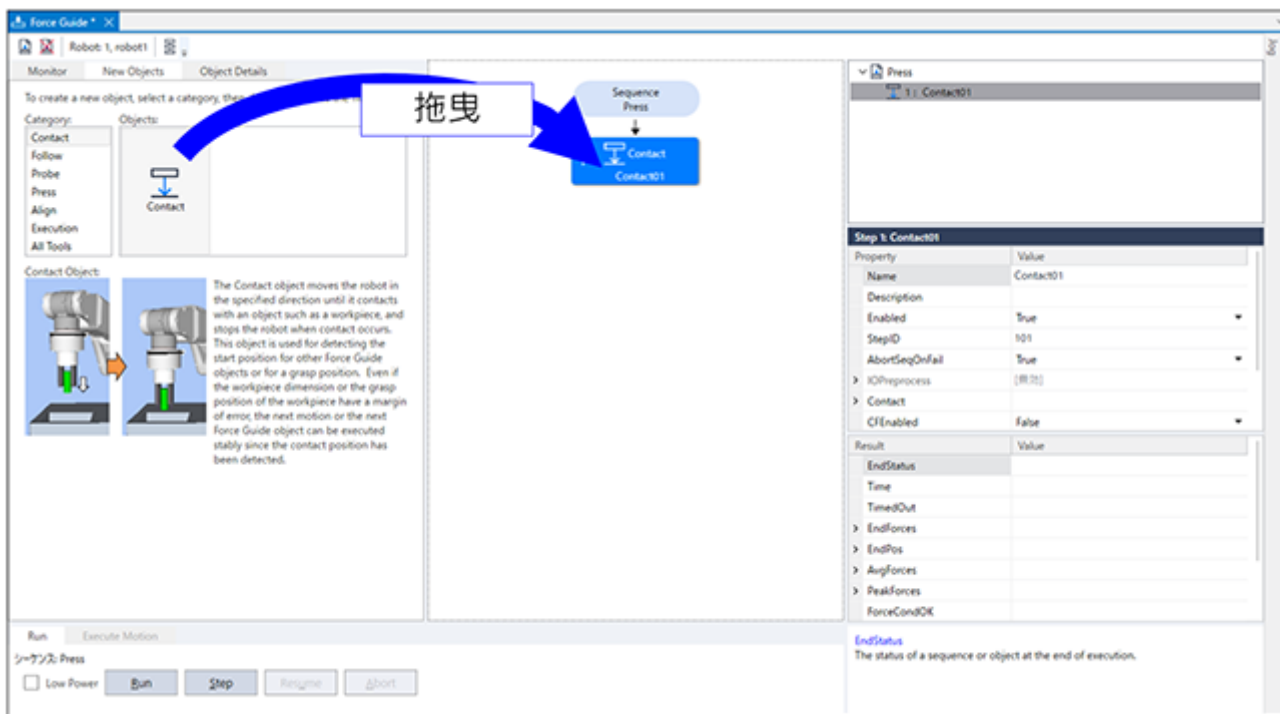 Force Guide *
Jog
Robot: 1, robot1
Monitor New Objects Object Details
To create a new object, select a category, then
Category: Objects:
Contact
Follow
Probe
Press
Align
Execution
All Tools
Contact
拖曳
Contact Object:
The Contact object moves the robot in
the specified direction until it contacts
with an object such as a workpiece, and
stops the robot when contact occurs.
This object is used for detecting the
start position for other Force Guide
objects or for a grasp position. Even if
the workpiece dimension or the grasp
position of the workpiece have a margin
of error, the next motion or the next
Force Guide object can be executed
stably since the contact position has
been detected.
Sequence
Press
Contact
Contact01
Press
1 : Contact01
Step 1: Contact01
Property Value
Name Contact01
Description
Enabled True
StepID 101
AbortSeqOnFail True
IOPreprocess [無効]
Contact
CFEnabled False
Result Value
EndStatus
Time
TimedOut
EndForces
EndPos
AvgForces
PeakForces
ForceCondOK
EndStatus
The status of a sequence or object at the end of execution.
Run Execute Motion
シーケンス: Press
Low Power Run Step Resume Abort